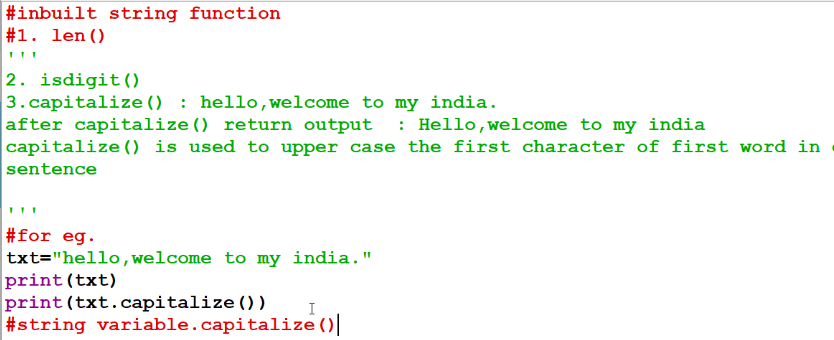 #inbuilt string function
#1. len()
'''
2. isdigit()
3.capitalize() : hello,welcome to my india.
after capitalize() return output  : Hello,welcome to my india
capitalize() is used to upper case the first character of first word in
sentence
'''
#for eg.
txt="hello,welcome to my india."
print(txt)
print(txt.capitalize())
#string variable.capitalize()